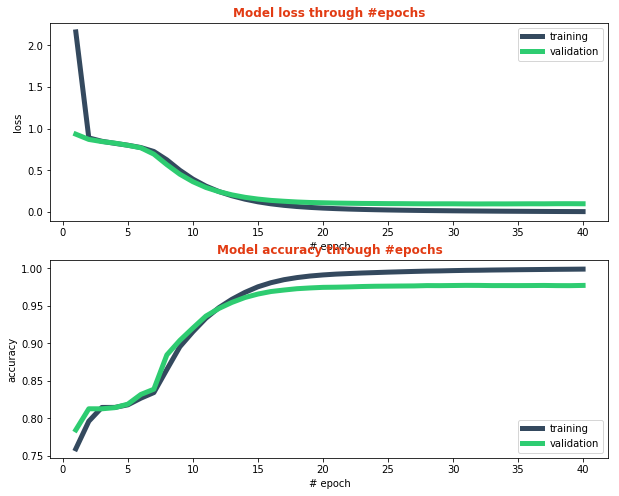 Model loss through #epochs
training
validation
2.0
1.5
1.0
0.5
0.0
loss
0 5 10 15 20 25 30 35 40
# epoch
Model accuracy through #epochs
1.00
0.95
0.90
0.85
0.80
0.75
accuracy
training
validation
0 5 10 15 20 25 30 35 40
# epoch